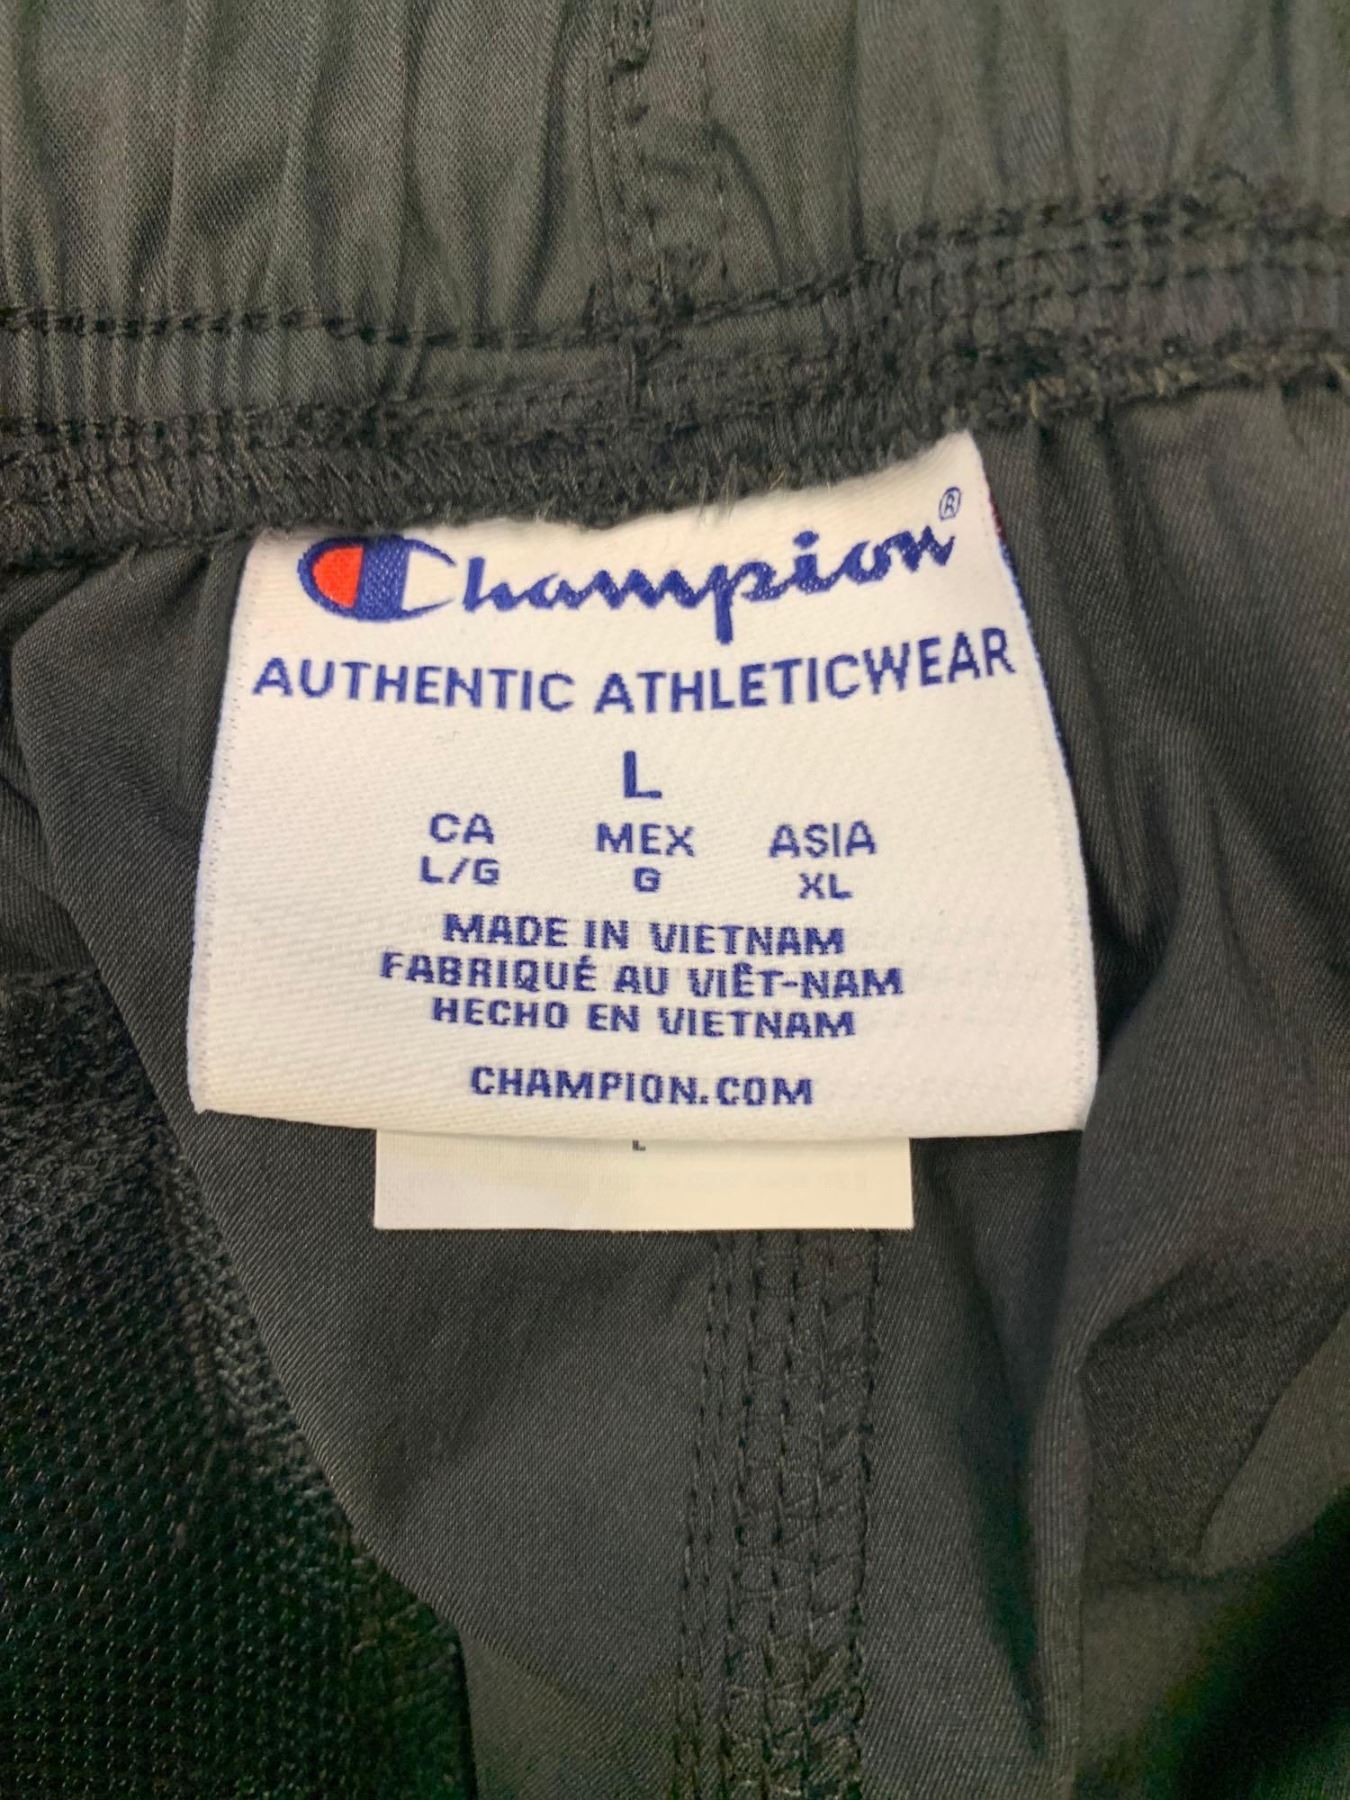 Champion®
AUTHENTIC ATHLETICWEAR
L
CA MEX ASIA
L/G G XL
MADE IN VIETNAM
FABRIQUÉ AU VIÊT-NAM
HECHO EN VIETNAM
CHAMPION.COM
L